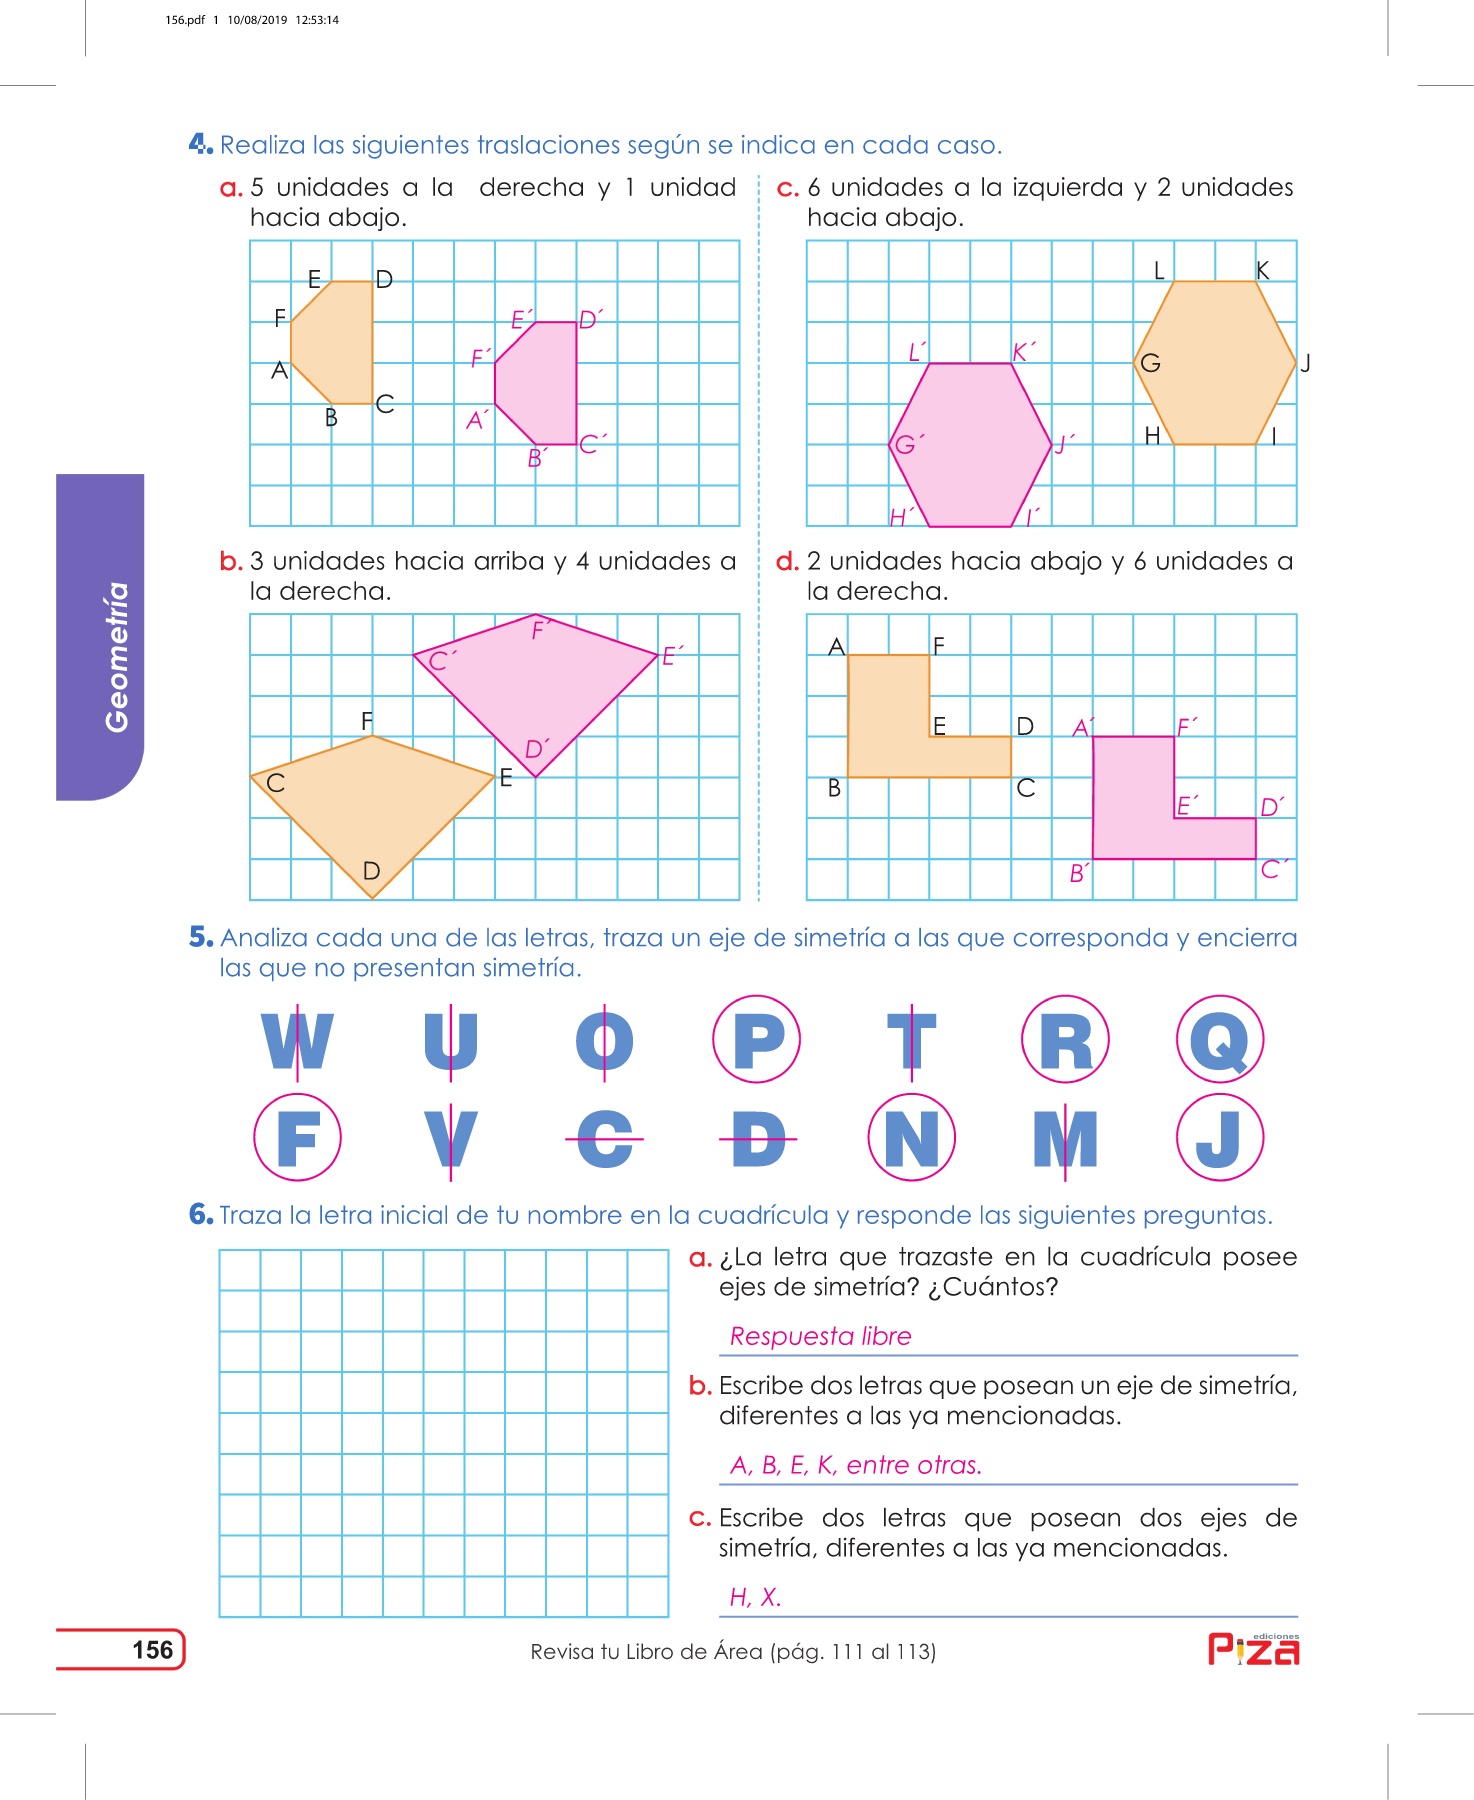 156.pdf 1 10/08/2019 12:53:14
4. Realiza las siguientes traslaciones según se indica en cada caso.
a. 5 unidades a la derecha y 1 unidad
hacia abajo.
E D
F
A
B C
E´ D´
F´
A´
B´ C´
c. 6 unidades a la izquierda y 2 unidades
hacia abajo.
L K
G J
H I
L´ K´
G´ J´
H´ I´
b. 3 unidades hacia arriba y 4 unidades a
la derecha.
F´
C´ E´
D´
F
C E
D
d. 2 unidades hacia abajo y 6 unidades a
la derecha.
A F
E D
B C
A´ F´
E´ D´
B´ C´
Geometría
5. Analiza cada una de las letras, traza un eje de simetría a las que corresponda y encierra
las que no presentan simetría.
W U O P T R Q
F V C D N M J
6. Traza la letra inicial de tu nombre en la cuadrícula y responde las siguientes preguntas.
a. ¿La letra que trazaste en la cuadrícula posee
ejes de simetría? ¿Cuántos?
Respuesta libre
b. Escribe dos letras que posean un eje de simetría,
diferentes a las ya mencionadas.
A, B, E, K, entre otras.
c. Escribe dos letras que posean dos ejes de
simetría, diferentes a las ya mencionadas.
H, X.
156
Revisa tu Libro de Área (pág. 111 al 113)
ediciones
Piza